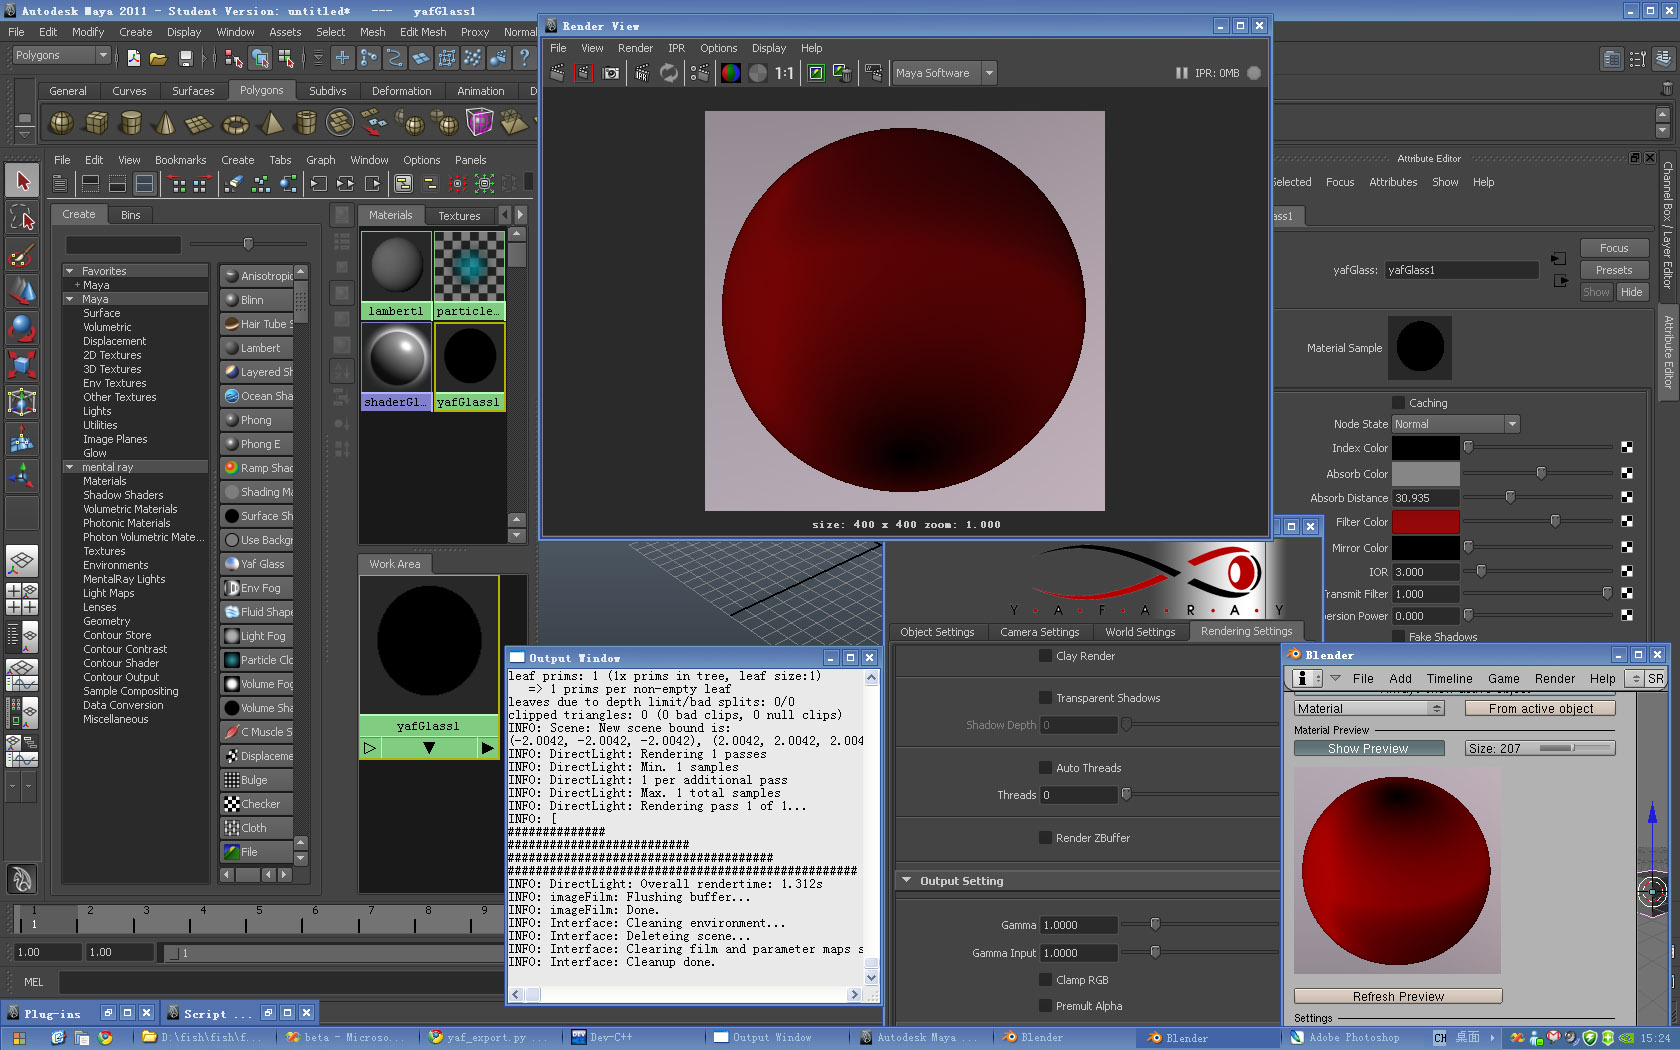 Autodesk Maya 2011 - Student Version: untitled*   ---   yafGlass1
File Edit Modify Create Display Window Assets Select Mesh Edit Mesh Proxy Normal
Polygons
General Curves Surfaces Polygons Subdivs Deformation Animation
File Edit View Bookmarks Create Tabs Graph Window Options Panels
Create Bins
Favorites
+ Maya
Maya
Surface
Volumetric
Displacement
2D Textures
3D Textures
Env Textures
Other Textures
Lights
Utilities
Image Planes
Glow
mental ray
Materials
Shadow Shaders
Volumetric Materials
Photonic Materials
Photon Volumetric Mate...
Textures
Environments
MentalRay Lights
Light Maps
Lenses
Geometry
Contour Store
Contour Contrast
Contour Shader
Contour Output
Sample Compositing
Data Conversion
Miscellaneous
Anisotropic
Blinn
Hair Tube S
Lambert
Layered Sh
Ocean Sha
Phong
Phong E
Ramp Shad
Shading Ma
Surface Sh
Use Backgr
Yaf Glass
Env Fog
Fluid Shape
Light Fog
Particle Clo
Volume Fog
Volume Sha
C Muscle S
Displaceme
Bulge
Checker
Cloth
File
Materials Textures
lambert1 particle...
shaderGl... yafGlass1
Work Area
yafGlass1
Render View
File View Render IPR Options Display Help
1:1 Maya Software IPR: 0MB
size: 400 x 400 zoom: 1.000
Attribute Editor
Selected Focus Attributes Show Help
ass1
yafGlass: yafGlass1
Focus
Presets
Show Hide
Material Sample
Caching
Node State Normal
Index Color
Absorb Color
Absorb Distance 30.935
Filter Color
Mirror Color
IOR 3.000
Transmit Filter 1.000
persion Power 0.000
Fake Shadows
Channel Box / Layer Editor
Attribute Editor
Y·A·F·A·R·A·Y
Object Settings Camera Settings World Settings Rendering Settings
Clay Render
Transparent Shadows
Shadow Depth 0
Auto Threads
Threads 0
Render ZBuffer
Output Setting
Gamma 1.0000
Gamma Input 1.0000
Clamp RGB
Premult Alpha
Output Window
leaf prims: 1 (1x prims in tree, leaf size:1)
=> 1 prims per non-empty leaf
leaves due to depth limit/bad splits: 0/0
clipped triangles: 0 (0 bad clips, 0 null clips)
INFO: Scene: New scene bound is:
(-2.0042, -2.0042, -2.0042), (2.0042, 2.0042, 2.004
INFO: DirectLight: Rendering 1 passes
INFO: DirectLight: Min. 1 samples
INFO: DirectLight: 1 per additional pass
INFO: DirectLight: Max. 1 total samples
INFO: DirectLight: Rendering pass 1 of 1...
INFO: [
##############
##########################
######################################
##################################################
INFO: DirectLight: Overall rendertime: 1.312s
INFO: imageFilm: Flushing buffer...
INFO: imageFilm: Done.
INFO: Interface: Cleaning environment...
INFO: Interface: Deleteing scene...
INFO: Interface: Clearing film and parameter maps s
INFO: Interface: Cleanup done.
Blender
File Add Timeline Game Render Help SR
Material From active object
Material Preview
Show Preview Size: 207
Refresh Preview
Settings
1 2 3 4 5 6 7 8 9
1
1.00 1.00 1
MEL
Plug-ins Script ...
D:\fish\fish\f... beta - Microso... yaf_export.py ... Dev-C++ Output Window Autodesk Maya ... Blender Blender Adobe Photoshop CH 桌面 15:24